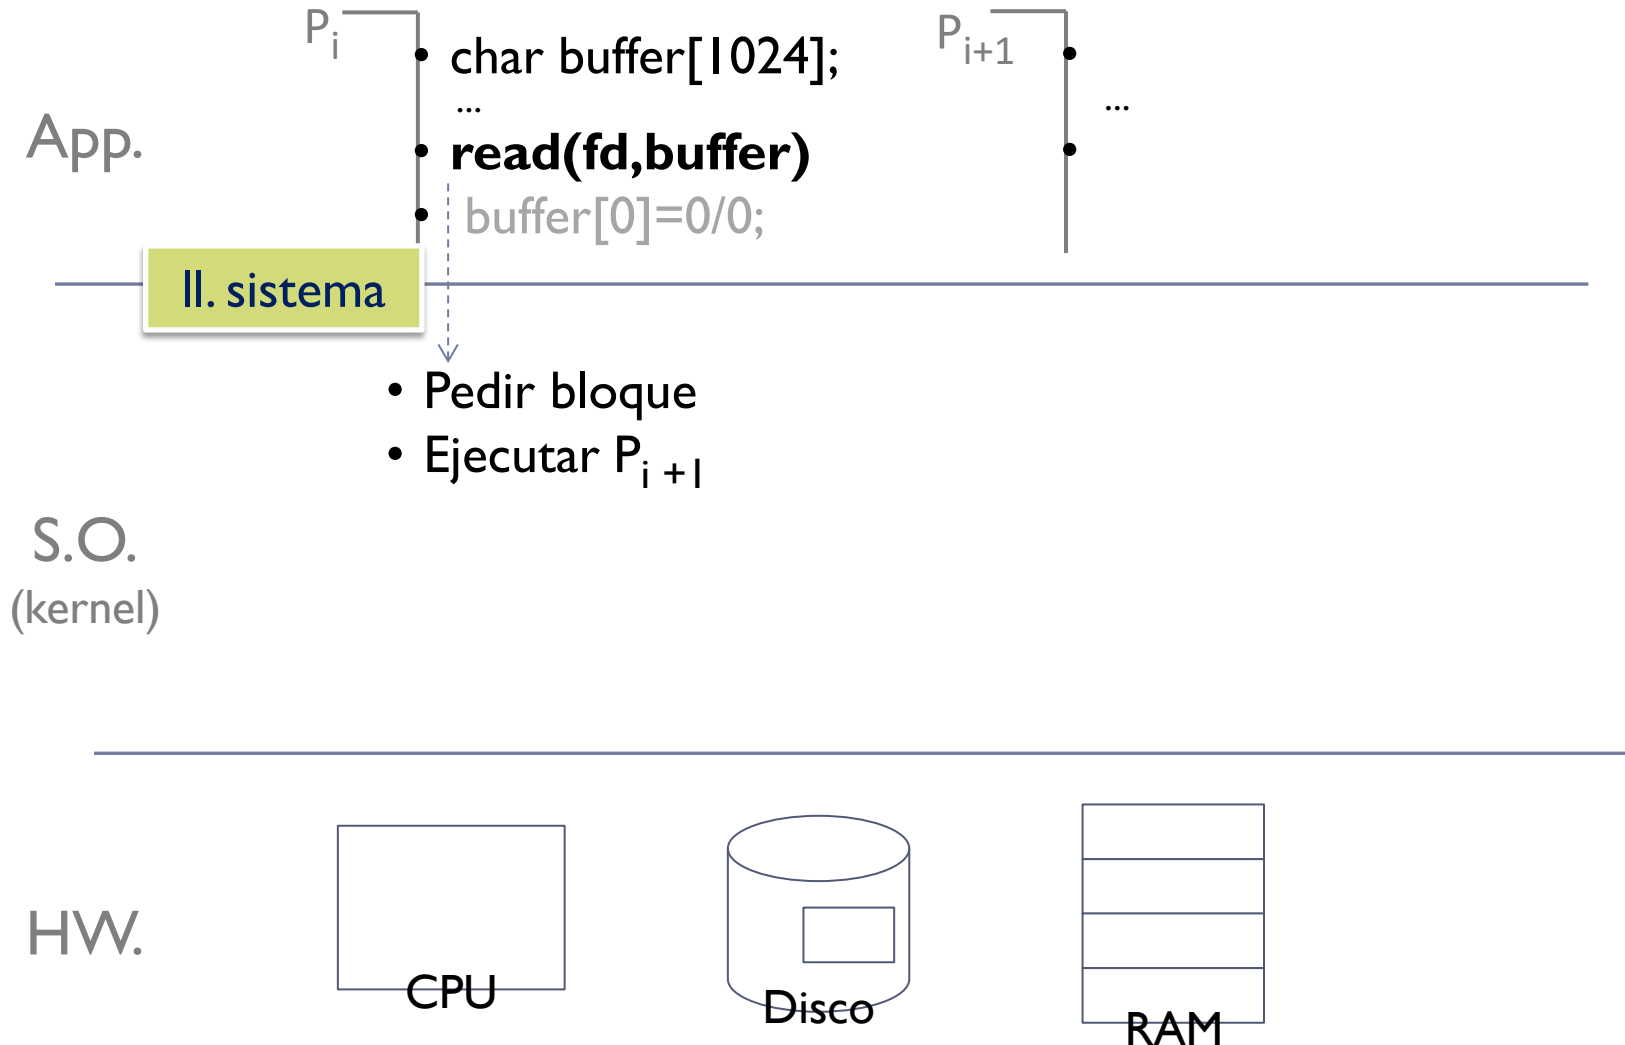 Pi
char buffer[1024];
...
read(fd,buffer)
buffer[0]=0/0;
Pi+1
...
App.
ll. sistema
• Pedir bloque
• Ejecutar Pi +1
S.O.
(kernel)
HW.
CPU
Disco
RAM